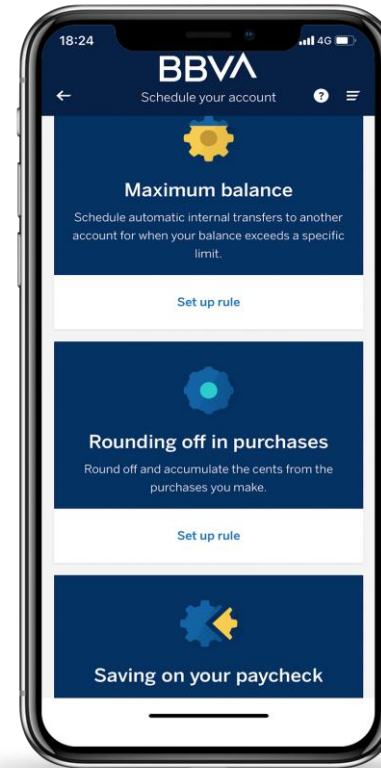 18:24
4G
BBVA
Schedule your account
?
Maximum balance
Schedule automatic internal transfers to another
account for when your balance exceeds a specific
limit.
Set up rule
Rounding off in purchases
Round off and accumulate the cents from the
purchases you make.
Set up rule
Saving on your paycheck